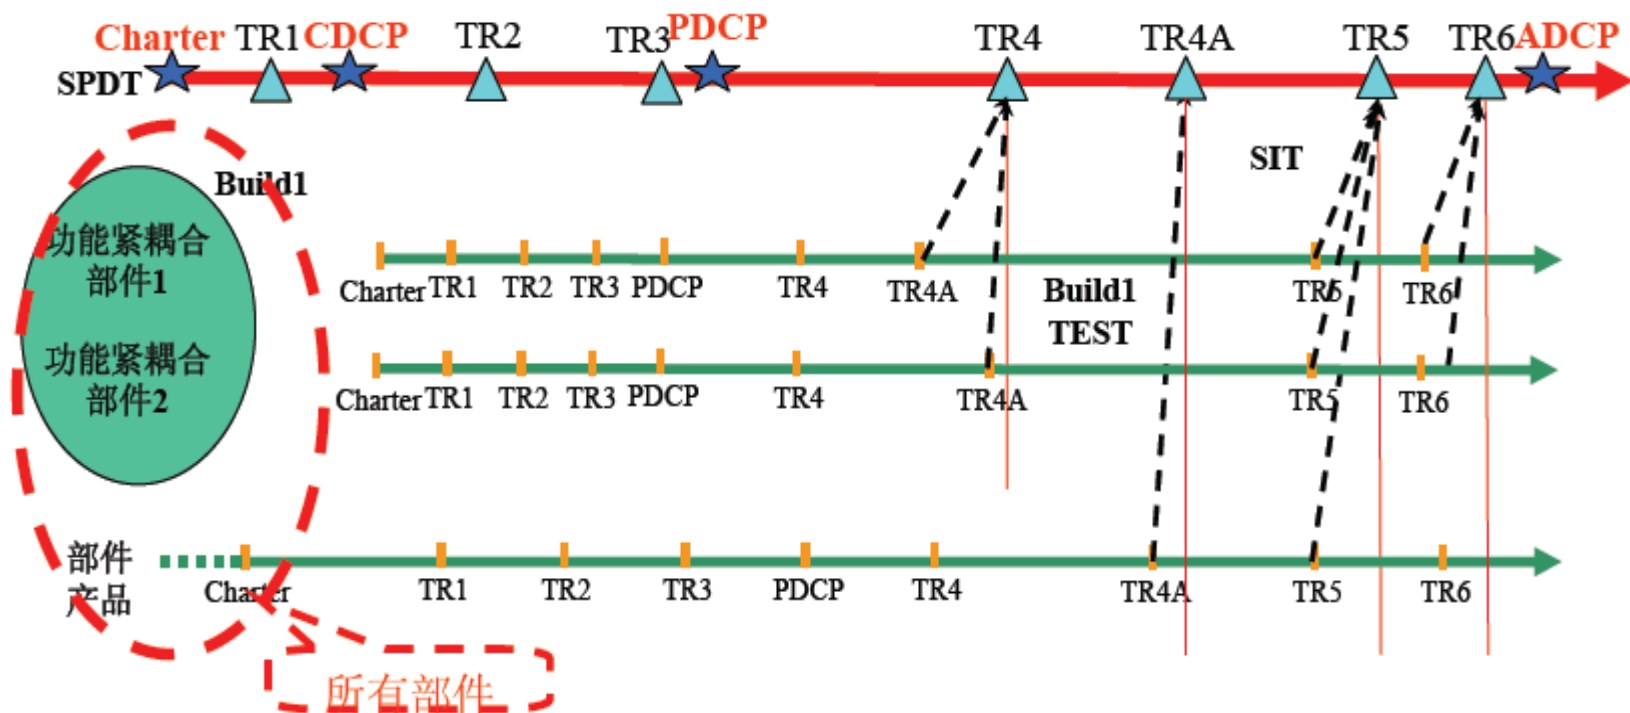 Charter TR1 CDCP TR2 TR3 PDCP TR4 TR4A TR5 TR6 ADCP
SPDT
SIT
Build1
功能紧耦合
部件1
Charter TR1 TR2 TR3 PDCP TR4 TR4A TR5 TR6
Build1
TEST
功能紧耦合
部件2
Charter TR1 TR2 TR3 PDCP TR4 TR4A TR5 TR6
部件
产品
Charter TR1 TR2 TR3 PDCP TR4 TR4A TR5 TR6
所有部件